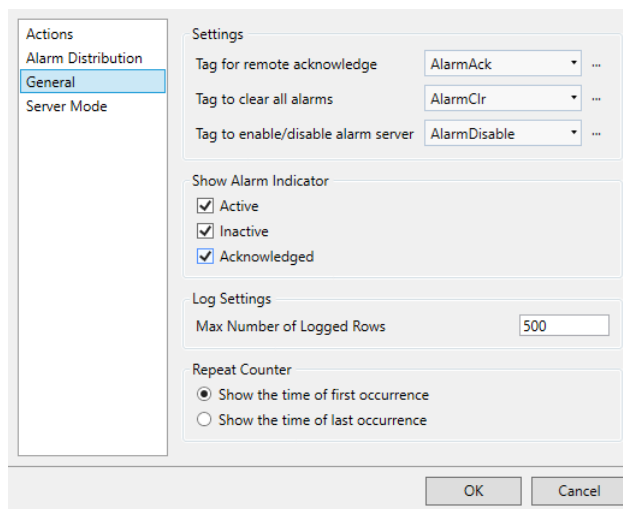 Actions
Alarm Distribution
General
Server Mode
Settings
Tag for remote acknowledge AlarmAck ...
Tag to clear all alarms AlarmClr ...
Tag to enable/disable alarm server AlarmDisable ...
Show Alarm Indicator
Active
Inactive
Acknowledged
Log Settings
Max Number of Logged Rows 500
Repeat Counter
Show the time of first occurrence
Show the time of last occurrence
OK Cancel